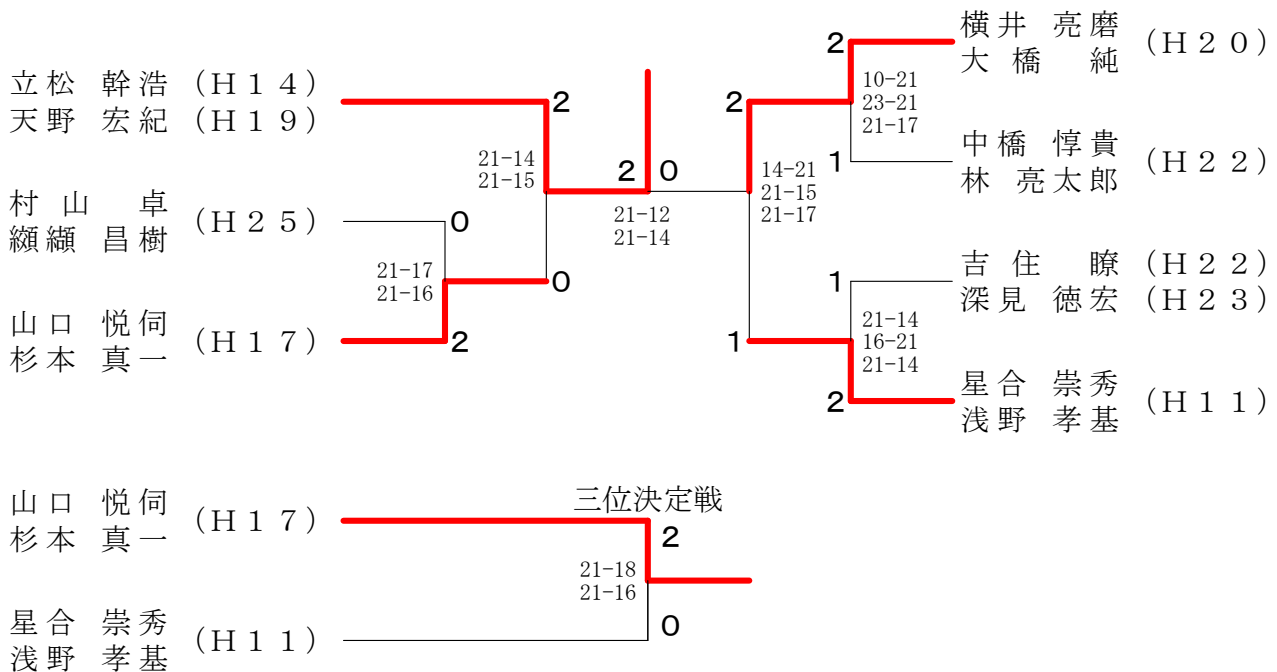 立松 幹浩 (H14)
天野 宏紀 (H19)
村山 卓 (H25)
纐纈 昌樹
山口 悦伺 (H17)
杉本 真一
2
21-14
21-15
0
21-17
21-16
0
2
2 0
21-12
21-14
横井 亮磨 (H20)
大橋 純
中橋 惇貴 (H22)
林 亮太郎
吉住 瞭 (H22)
深見 徳宏 (H23)
星合 崇秀 (H11)
浅野 孝基
2
10-21
23-21
21-17
1
2
14-21
21-15
21-17
1
1
21-14
16-21
21-14
2
三位決定戦
山口 悦伺 (H17)
杉本 真一
2
21-18
21-16
0
星合 崇秀 (H11)
浅野 孝基